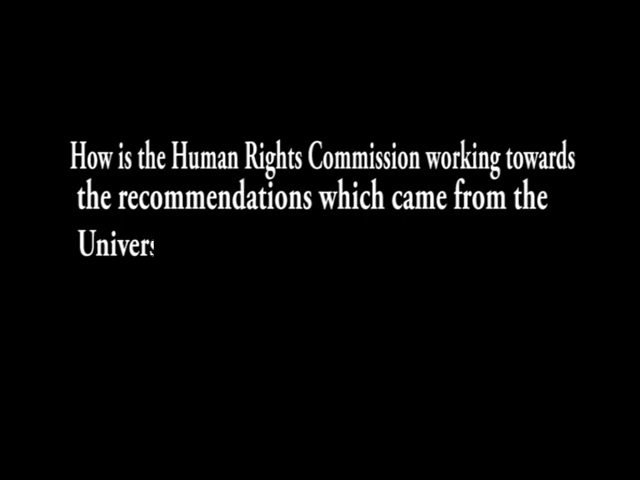 How is the Human Rights Commission working towards
the recommendations which came from the
Univers